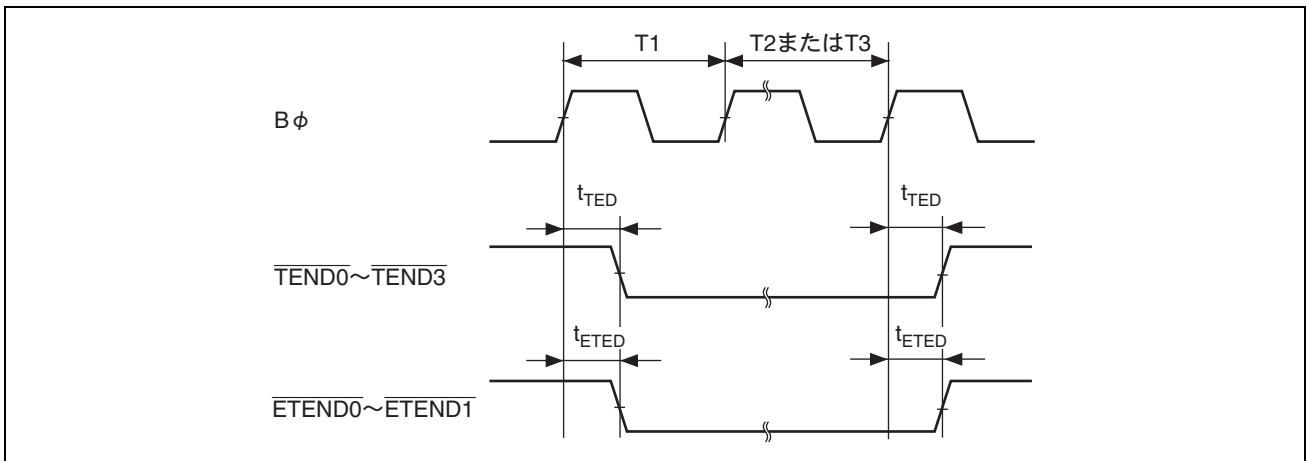 T1 T2またはT3
Bφ
tTED tTED
TEND0～TEND3
tETED tETED
ETEND0～ETEND1